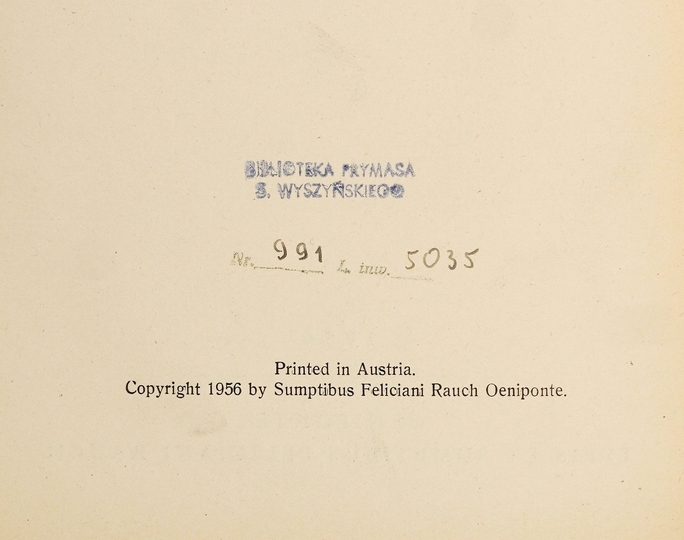 BIBLIOTEKA PRYMASA
S. WYSZYŃSKIEGO
Nr. 991 L. inw. 5035
Printed in Austria.
Copyright 1956 by Sumptibus Feliciani Rauch Oeniponte.